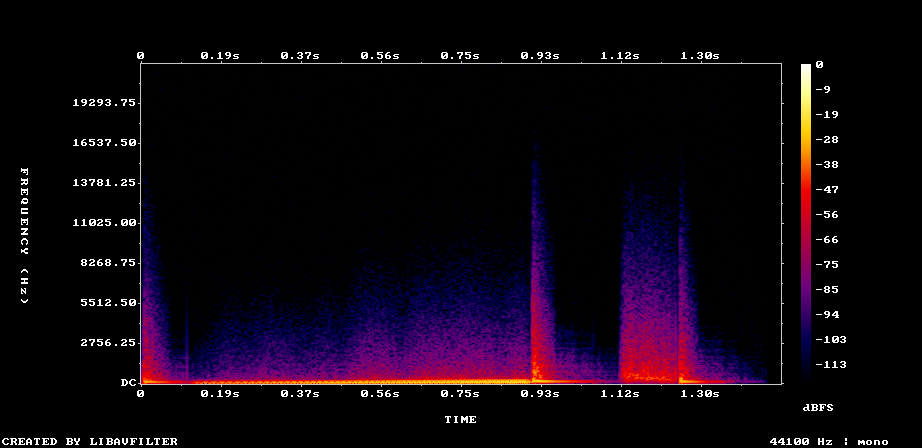 0 0.19s 0.37s 0.56s 0.75s 0.93s 1.12s 1.30s
0
-9
19293.75
-19
16537.50
-28
-38
13781.25
-47
-56
11025.00
-66
8268.75
-75
-85
5512.50
-94
2756.25
-103
-113
DC
0 0.19s 0.37s 0.56s 0.75s 0.93s 1.12s 1.30s
FREQUENCY (Hz)
dBFS
TIME
CREATED BY LIBAVFILTER
44100 Hz | mono